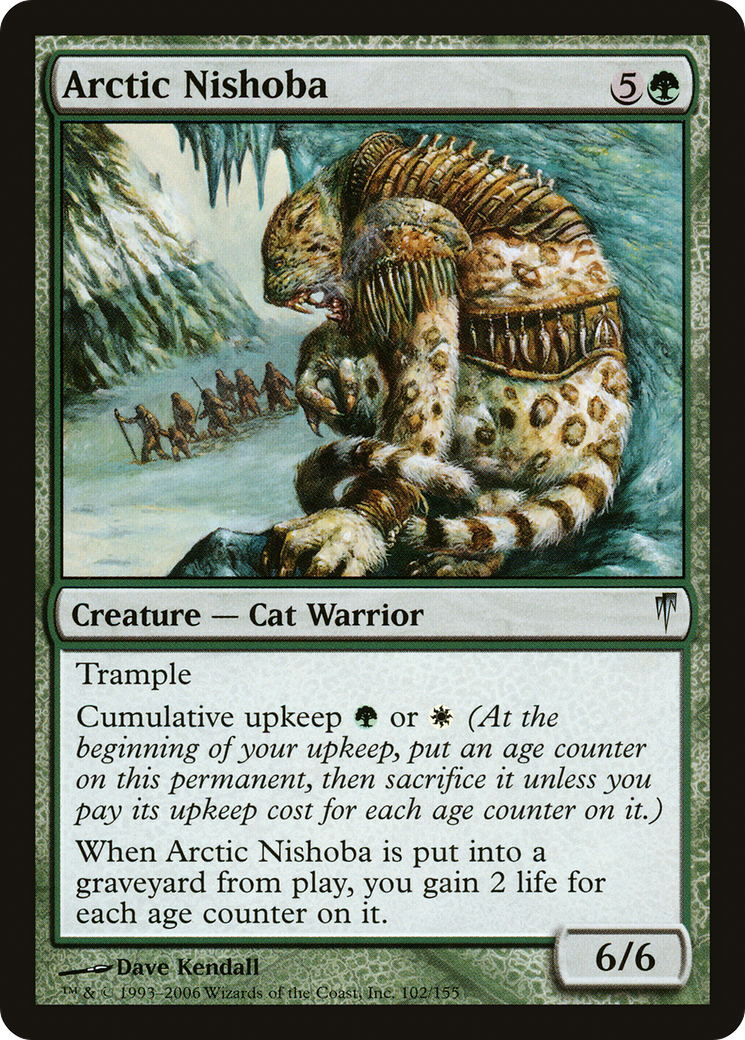 Arctic Nishoba 5
Creature — Cat Warrior
Trample
Cumulative upkeep or (At the
beginning of your upkeep, put an age counter
on this permanent, then sacrifice it unless you
pay its upkeep cost for each age counter on it.)
When Arctic Nishoba is put into a
graveyard from play, you gain 2 life for
each age counter on it.
6/6
Dave Kendall
™ & © 1993–2006 Wizards of the Coast, Inc. 102/155